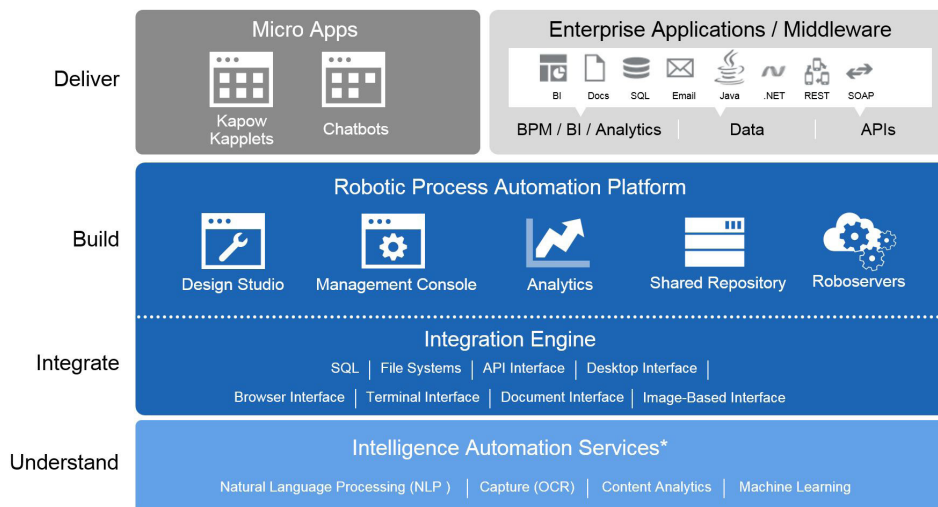 Deliver
Micro Apps
Kapow
Kapplets
Chatbots
Enterprise Applications / Middleware
BI Docs SQL Email Java .NET REST SOAP
BPM / BI / Analytics Data APIs
Build
Robotic Process Automation Platform
Design Studio Management Console Analytics Shared Repository Roboservers
Integrate
Integration Engine
SQL File Systems API Interface Desktop Interface
Browser Interface Terminal Interface Document Interface Image-Based Interface
Understand
Intelligence Automation Services*
Natural Language Processing (NLP ) Capture (OCR) Content Analytics Machine Learning